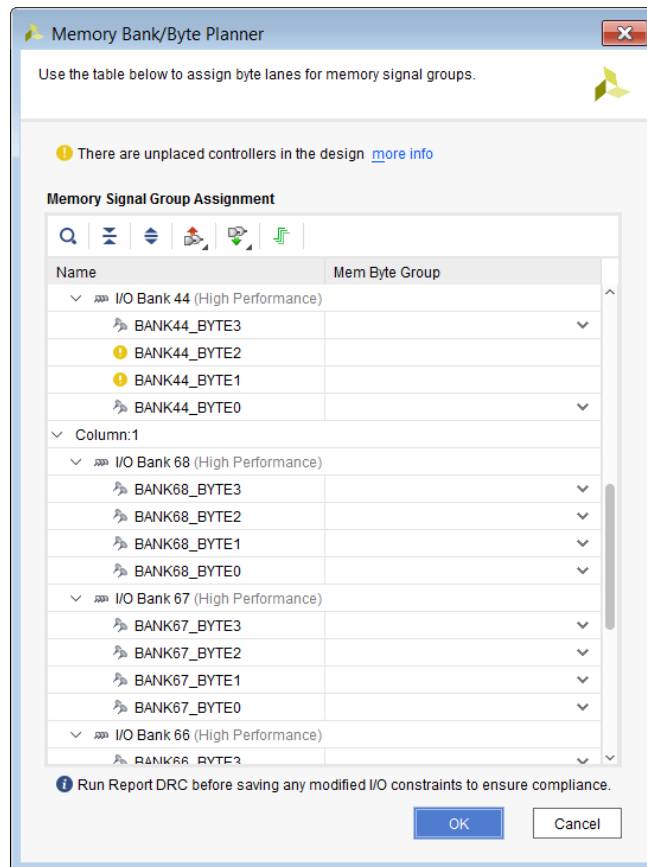 Memory Bank/Byte Planner
Use the table below to assign byte lanes for memory signal groups.
There are unplaced controllers in the design more info
Memory Signal Group Assignment
Name Mem Byte Group
I/O Bank 44 (High Performance)
BANK44_BYTE3
BANK44_BYTE2
BANK44_BYTE1
BANK44_BYTE0
Column:1
I/O Bank 68 (High Performance)
BANK68_BYTE3
BANK68_BYTE2
BANK68_BYTE1
BANK68_BYTE0
I/O Bank 67 (High Performance)
BANK67_BYTE3
BANK67_BYTE2
BANK67_BYTE1
BANK67_BYTE0
I/O Bank 66 (High Performance)
BANK66_BYTE3
Run Report DRC before saving any modified I/O constraints to ensure compliance.
OK Cancel